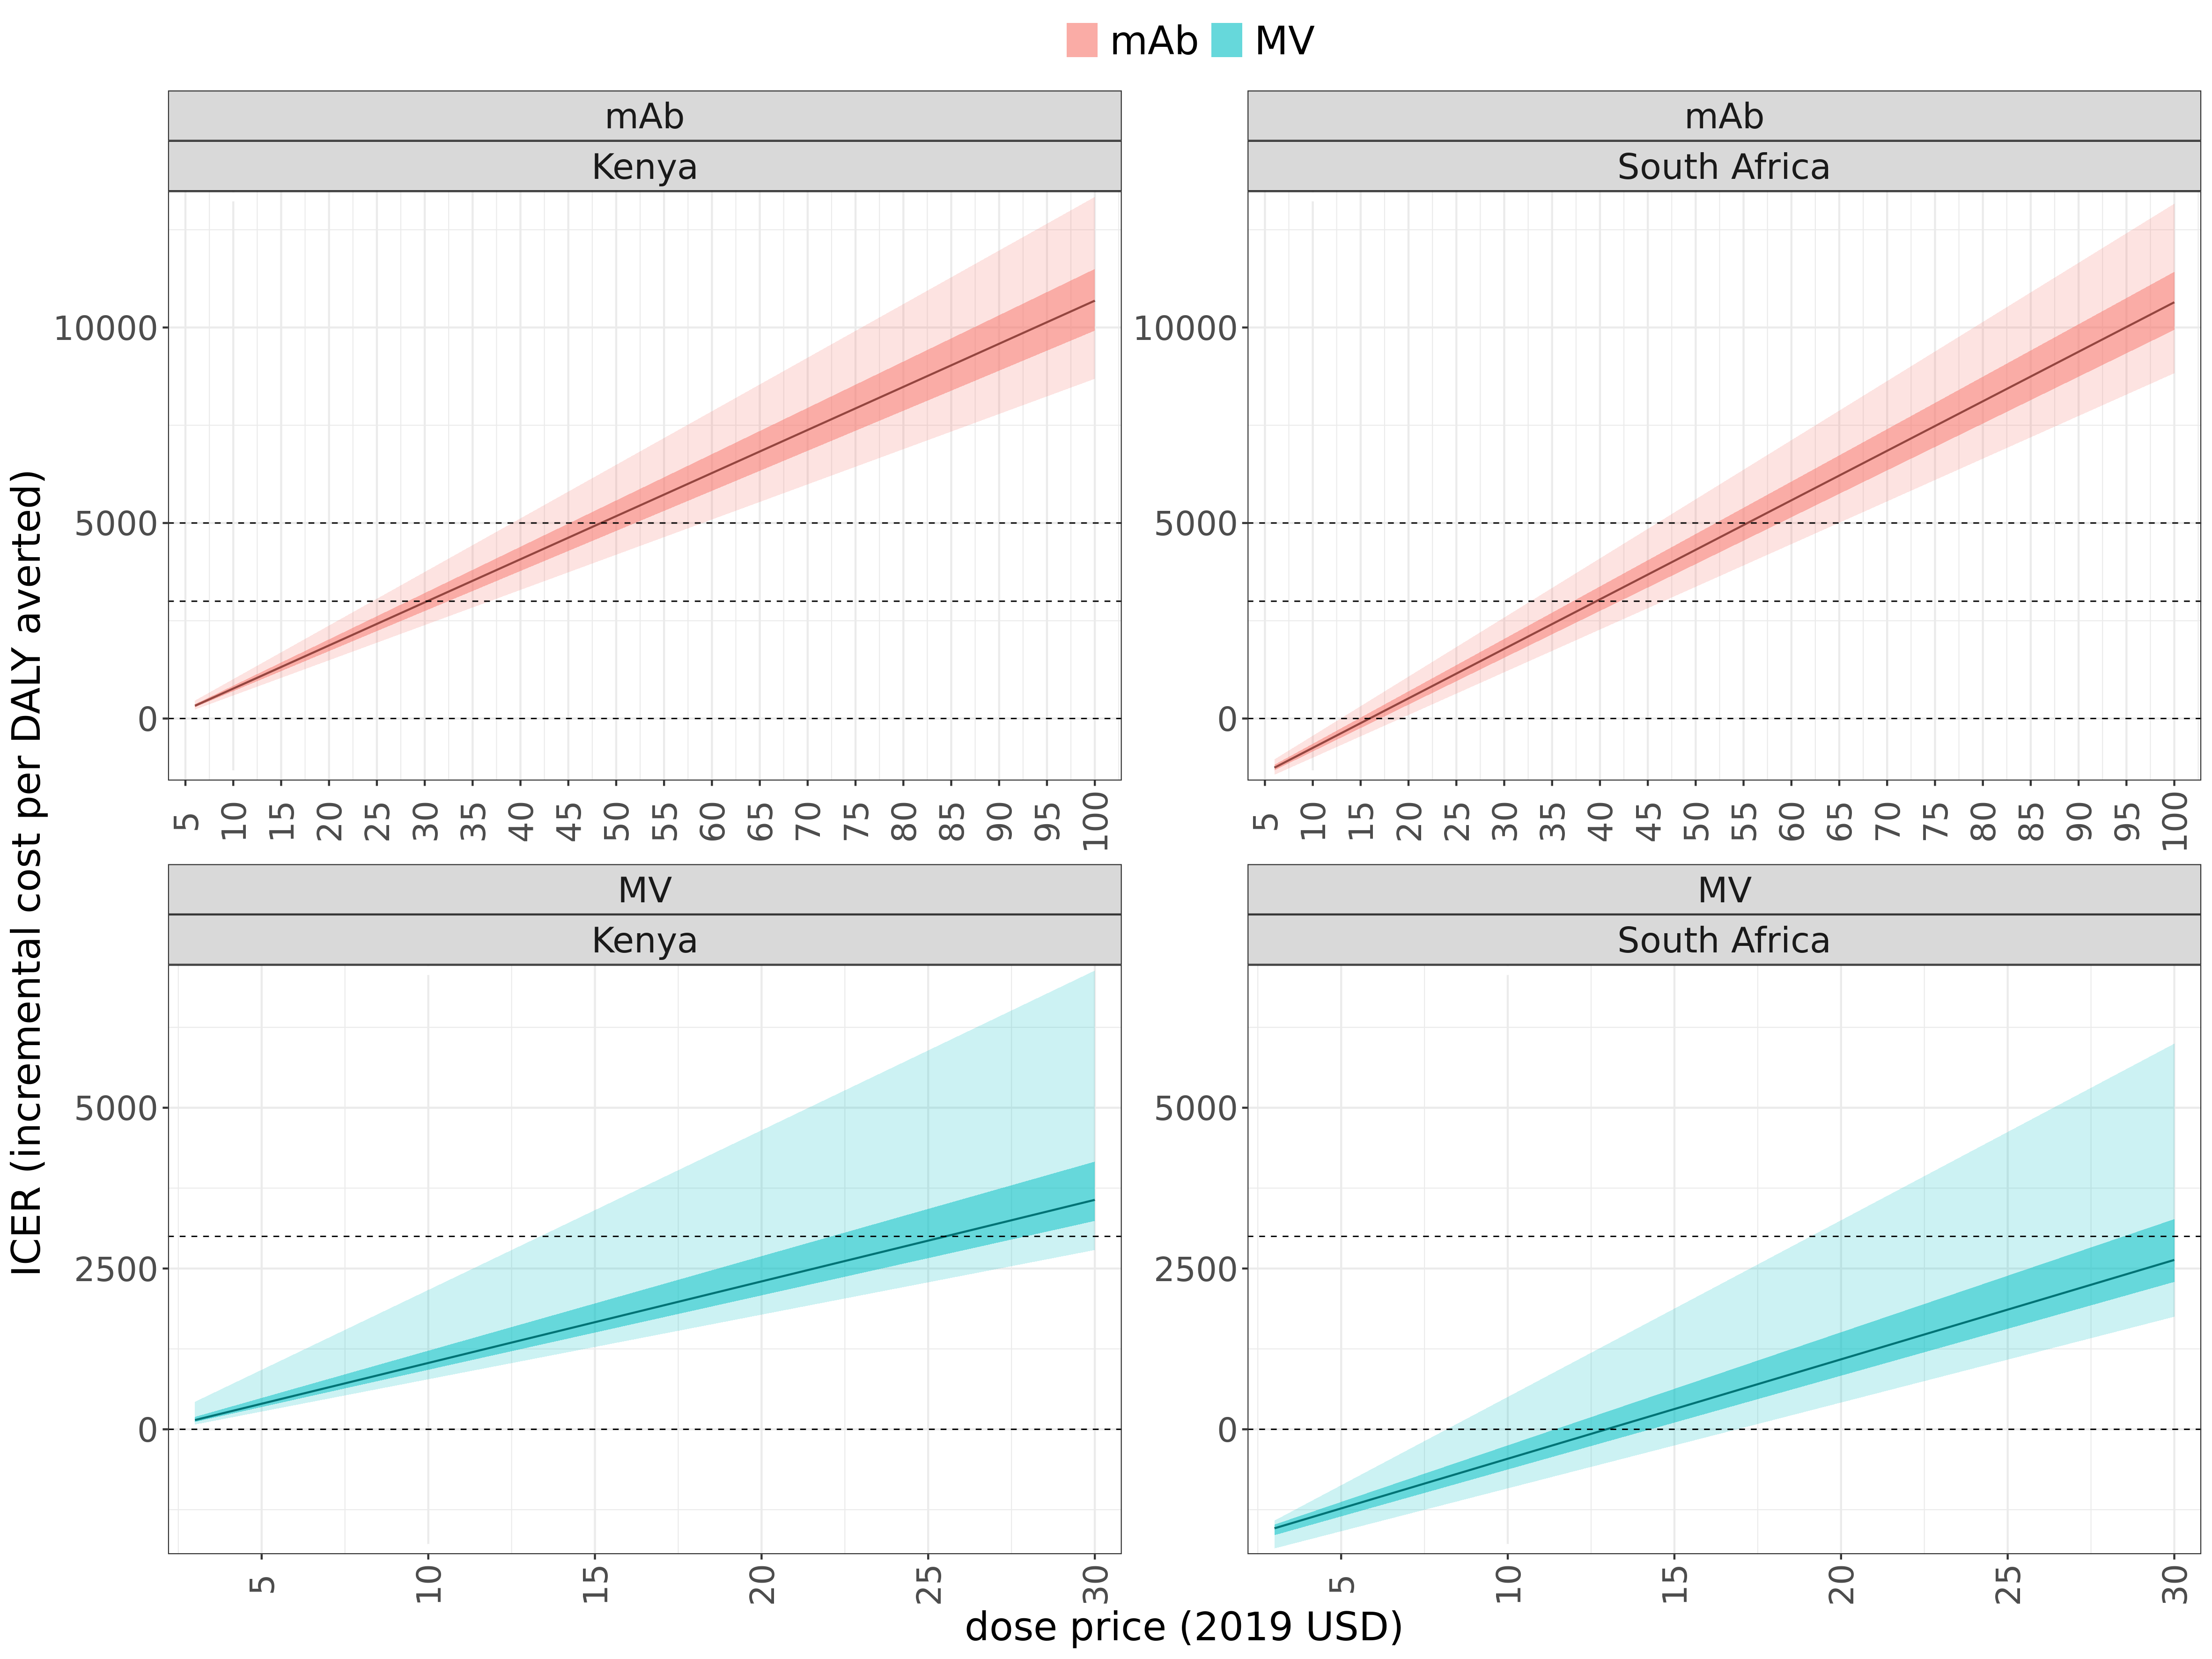 mAb MV
mAb
Kenya
mAb
South Africa
ICER (incremental cost per DALY averted)
10000
5000
0
10000
5000
0
5 10 15 20 25 30 35 40 45 50 55 60 65 70 75 80 85 90 95 100
5 10 15 20 25 30 35 40 45 50 55 60 65 70 75 80 85 90 95 100
MV
Kenya
MV
South Africa
5000
2500
0
5000
2500
0
5 10 15 20 25 30
5 10 15 20 25 30
dose price (2019 USD)